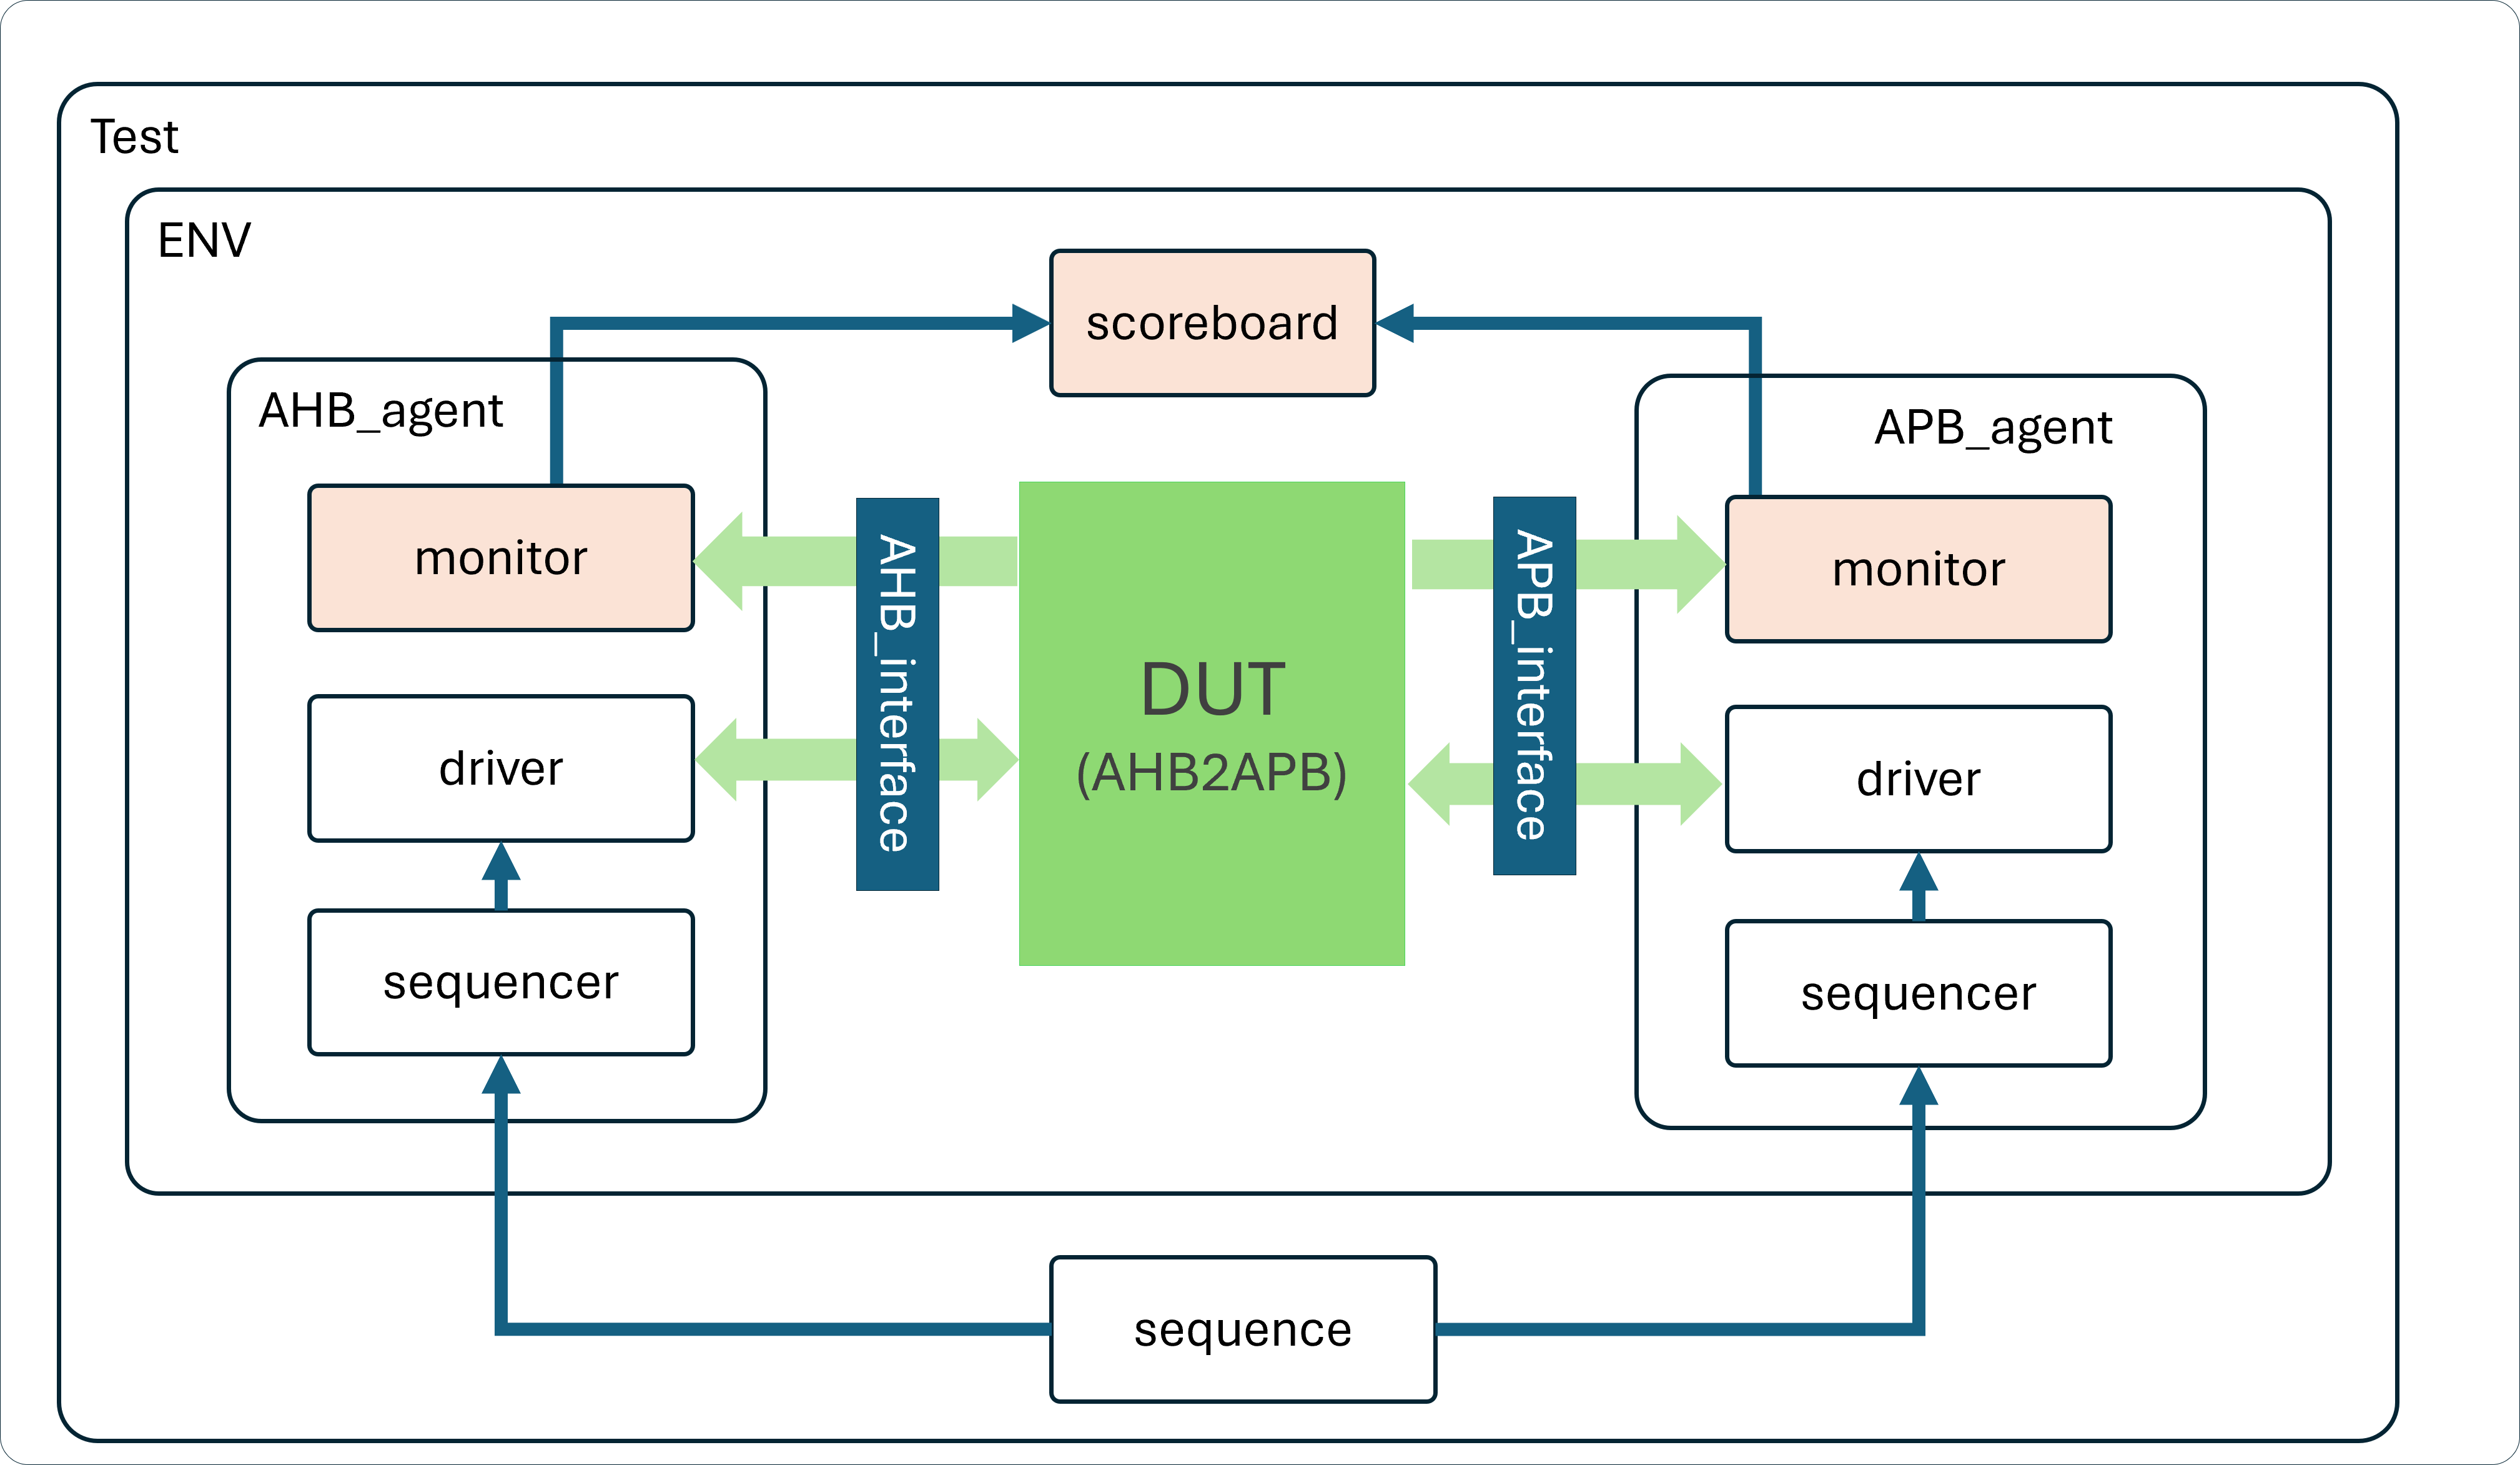 Test
ENV
scoreboard
AHB_agent
APB_agent
monitor
AHB_interface
DUT
(AHB2APB)
APB_interface
monitor
driver
driver
sequencer
sequencer
sequence